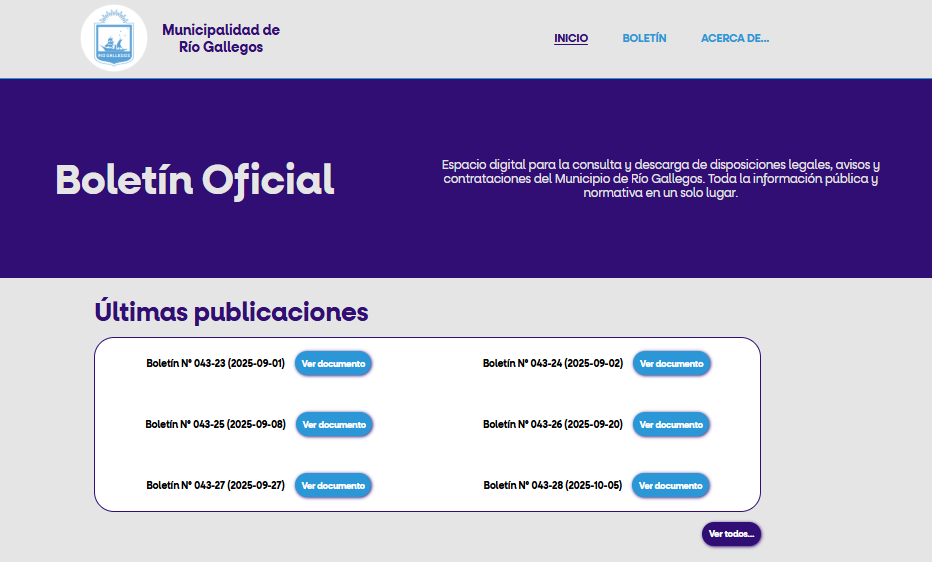 RÍO GALLEGOS
Municipalidad de
Río Gallegos
INICIO
BOLETÍN
ACERCA DE...
Boletín Oficial
Espacio digital para la consulta y descarga de disposiciones legales, avisos y
contrataciones del Municipio de Río Gallegos. Toda la información pública y
normativa en un solo lugar.
Últimas publicaciones
Boletín N° 043-23 (2025-09-01) Ver documento
Boletín N° 043-24 (2025-09-02) Ver documento
Boletín N° 043-25 (2025-09-08) Ver documento
Boletín N° 043-26 (2025-09-20) Ver documento
Boletín N° 043-27 (2025-09-27) Ver documento
Boletín N° 043-28 (2025-10-05) Ver documento
Ver todos...